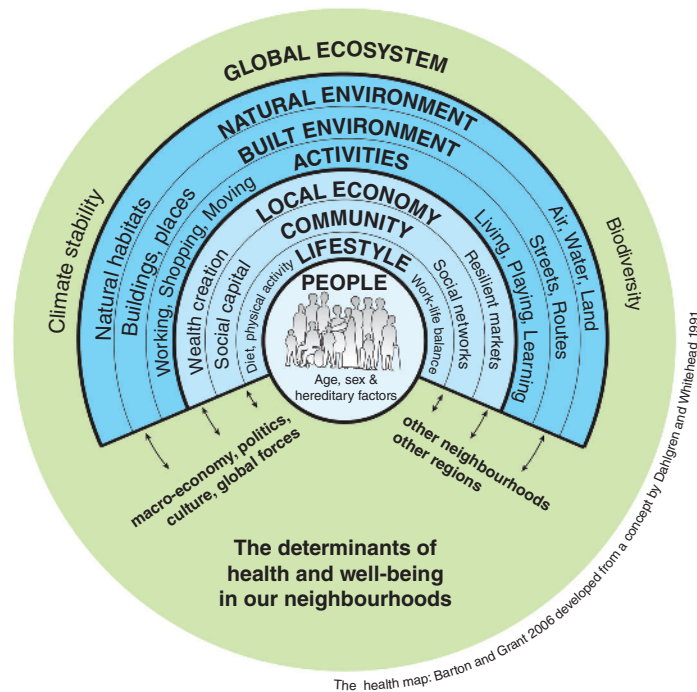 GLOBAL ECOSYSTEM
NATURAL ENVIRONMENT
BUILT ENVIRONMENT
ACTIVITIES
LOCAL ECONOMY
COMMUNITY
LIFESTYLE
PEOPLE
Age, sex &
hereditary factors
Climate stability
Natural habitats
Buildings, places
Working, Shopping, Moving
Wealth creation
Social capital
Diet, physical activity
Work-life balance
Social networks
Resilient markets
Living, Playing, Learning
Streets, Routes
Air, Water, Land
Biodiversity
macro-economy, politics,
culture, global forces
other neighbourhoods
other regions
The determinants of
health and well-being
in our neighbourhoods
The health map: Barton and Grant 2006 developed from a concept by Dahlgren and Whitehead 1991